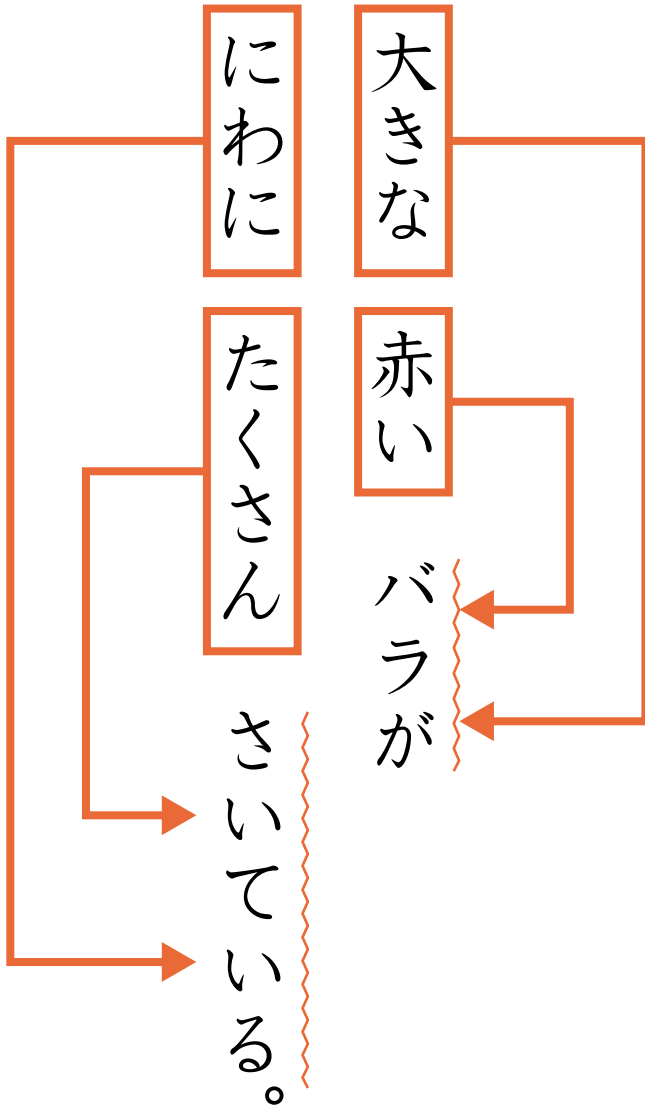 大きな 赤い バラが
にわに たくさん さいている。